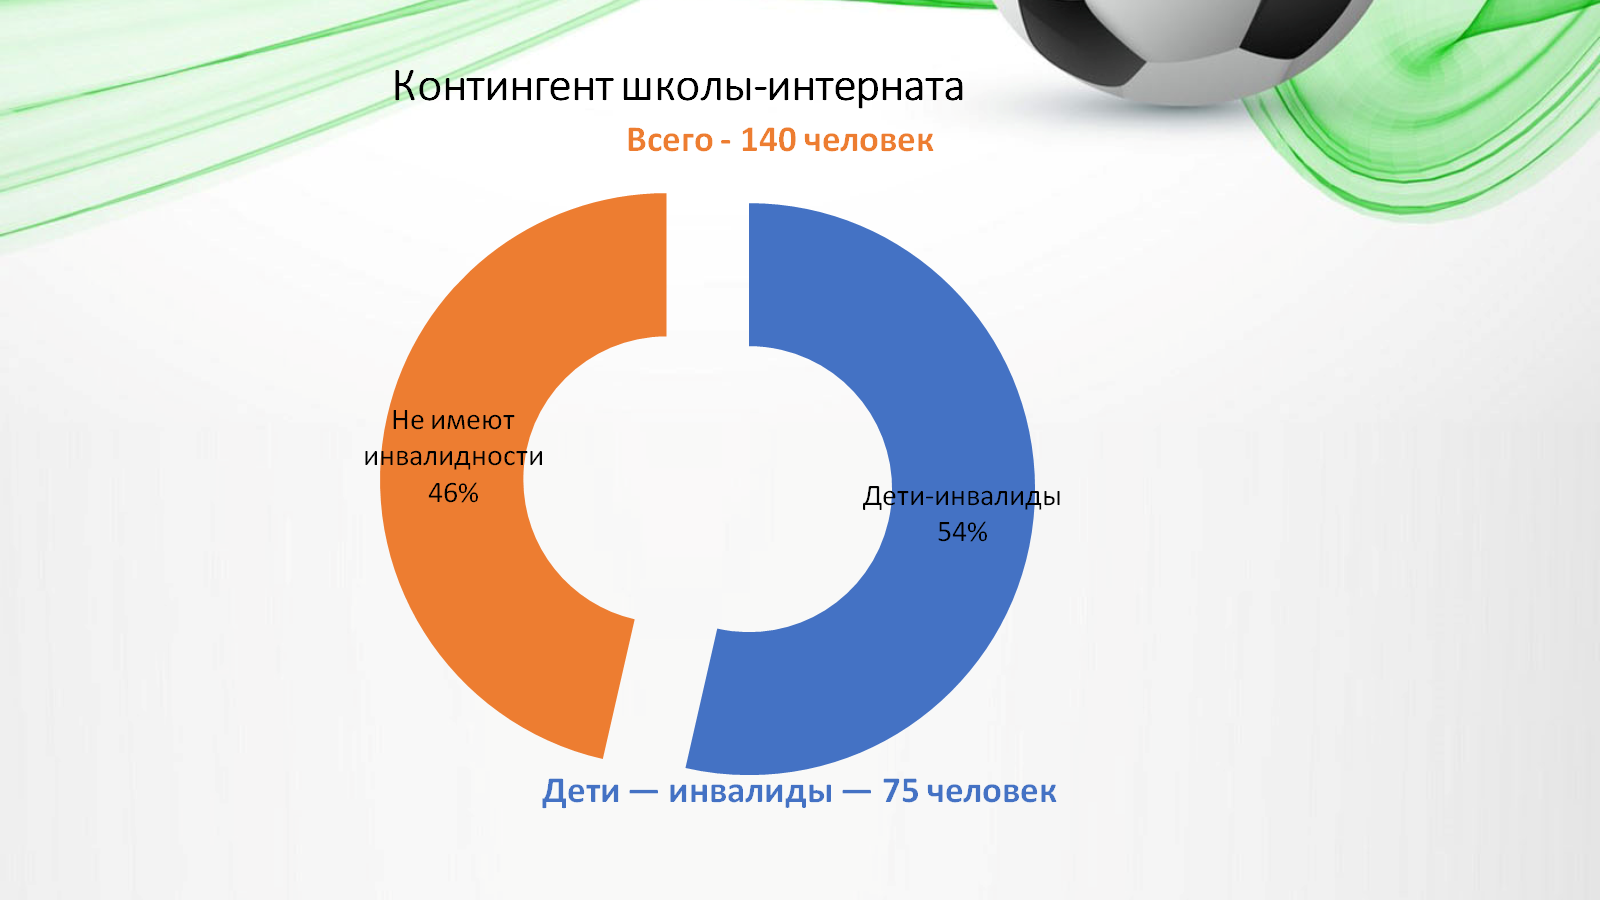 Контингент школы-интерната
Всего - 140 человек
Не имеют
инвалидности
46%
Дети-инвалиды
54%
Дети — инвалиды — 75 человек